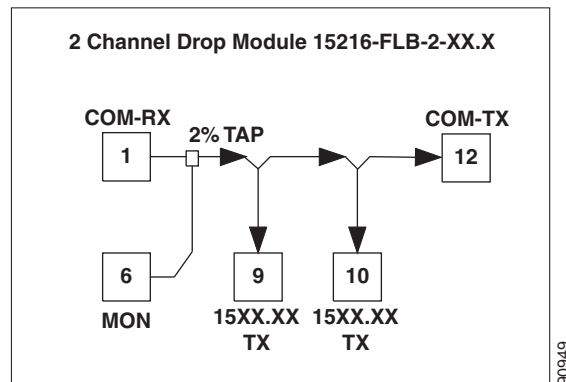 2 Channel Drop Module 15216-FLB-2-XX.X
COM-RX
2% TAP
COM-TX
1
12
6
9
10
MON
15XX.XX
TX
15XX.XX
TX
90949